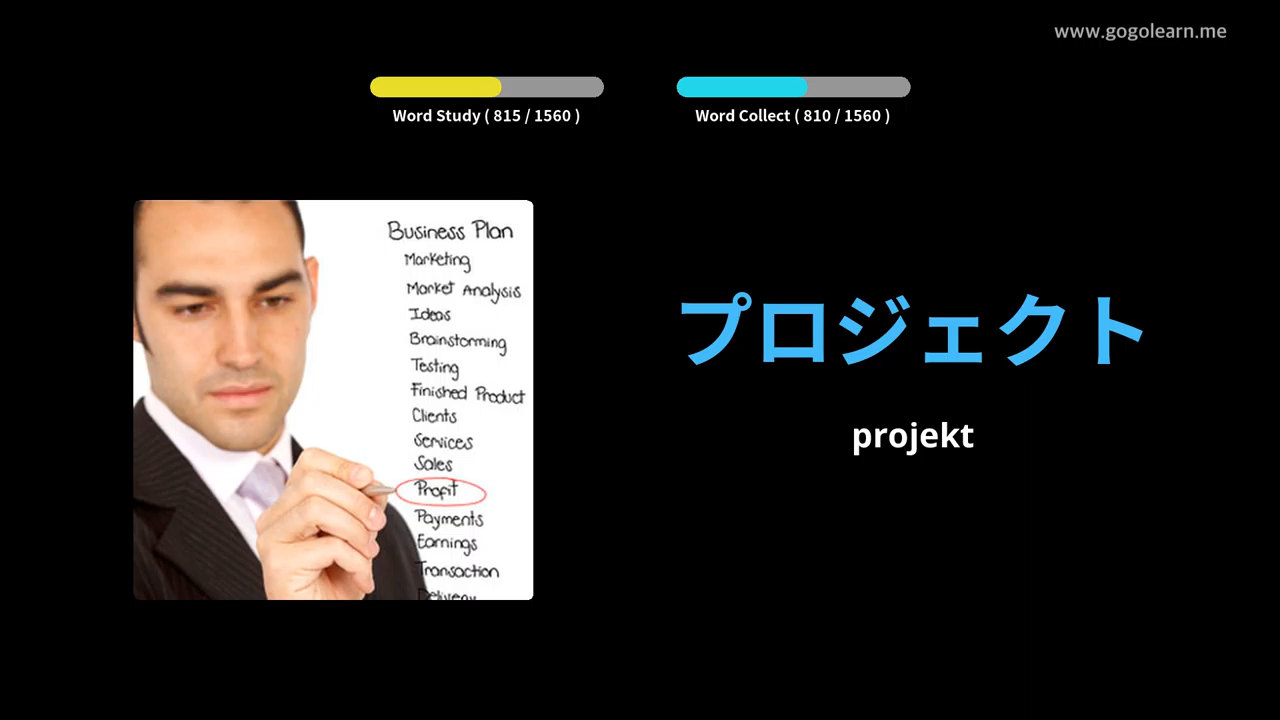 www.gogolearn.me
Word Study ( 815 / 1560 )
Word Collect ( 810 / 1560 )
Business Plan
Marketing
Market Analysis
Ideas
Brainstorming
Testing
Finished Product
Clients
Services
Sales
Profit
Payments
Earnings
Transaction
Delivery
プロジェクト
projekt